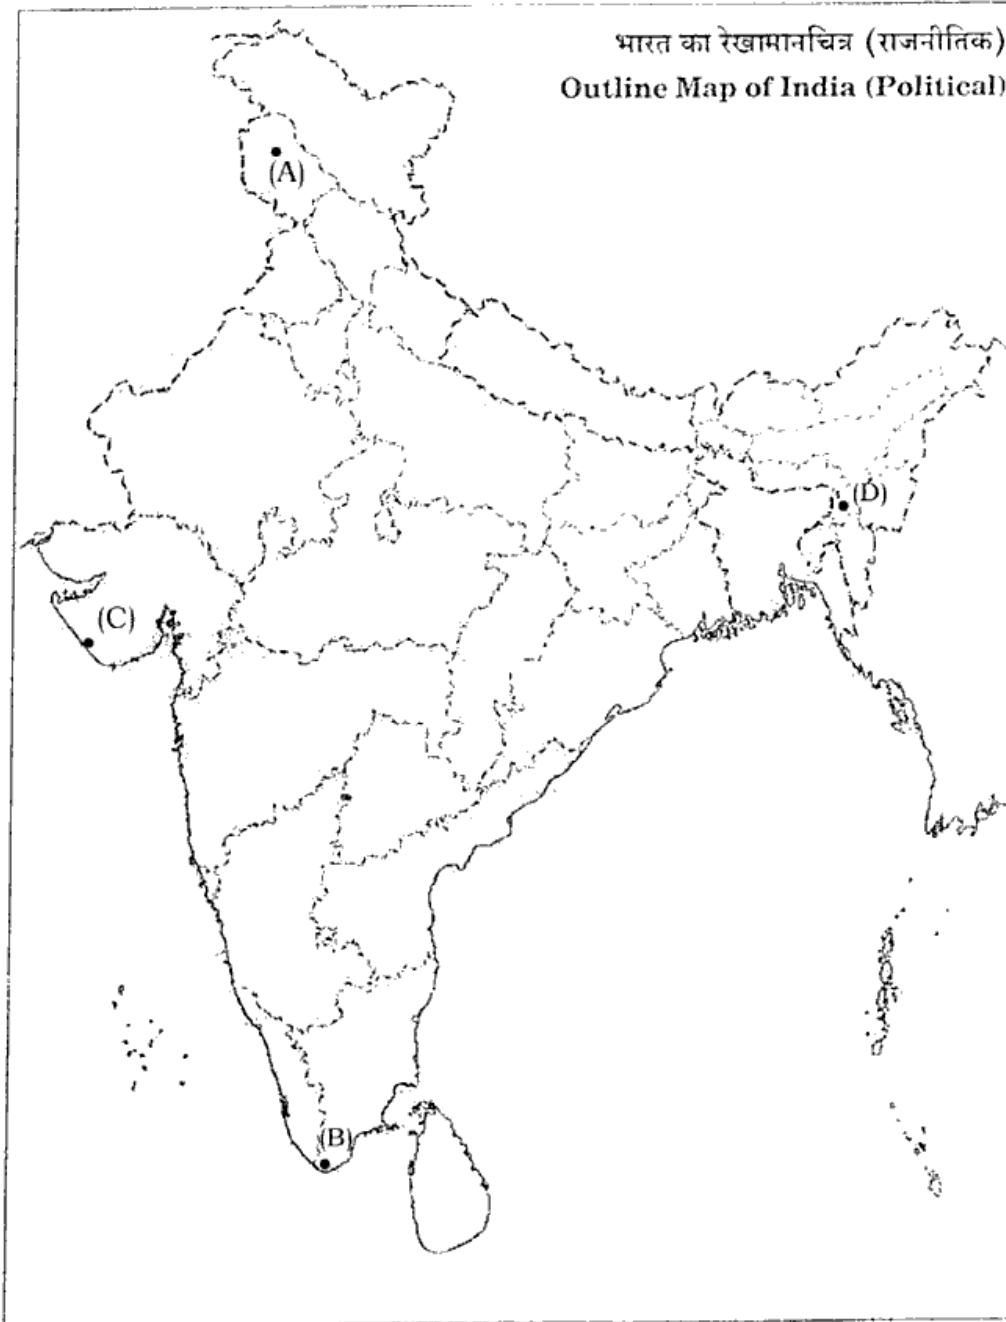 भारत का रेखामानचित्र (राजनीतिक)
Outline Map of India (Political)
(A)
(D)
(C)
(B)